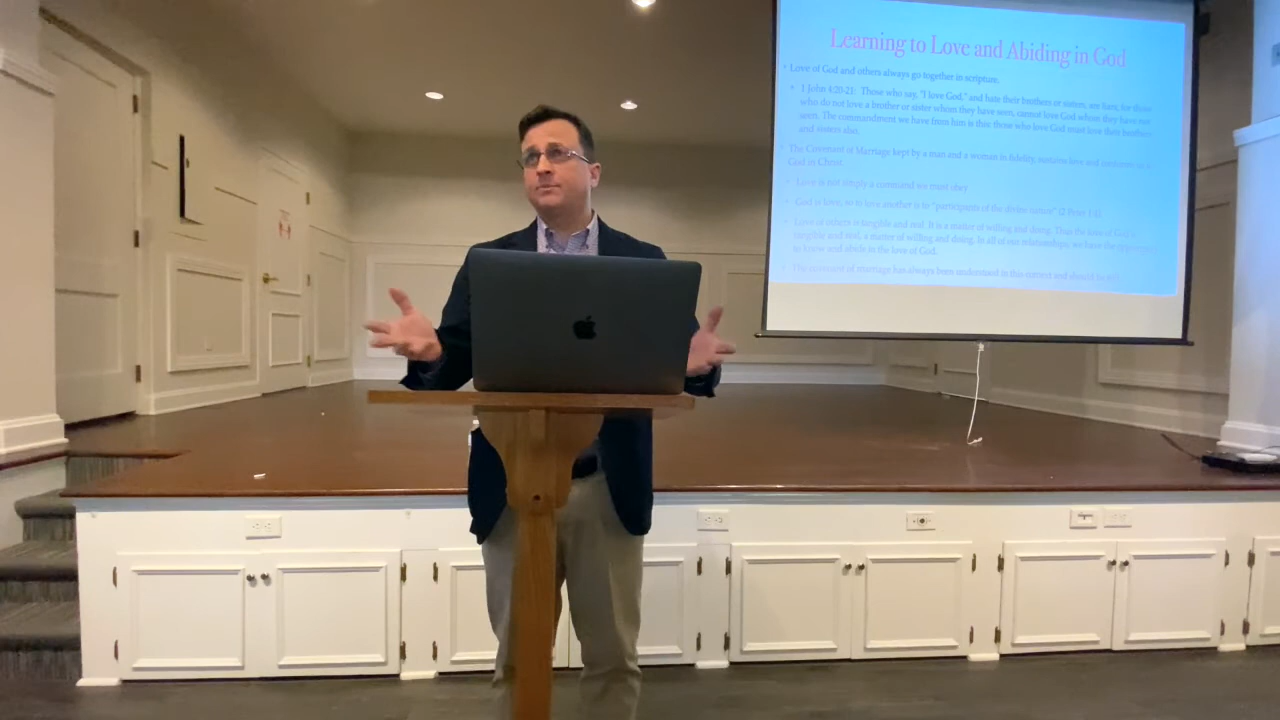 Learning to Love and Abiding in God
Love of God and others always go together in scripture.
1 John 4:20-21: Those who say, "I love God," and hate their brothers or sisters, are liars; for those
who do not love a brother or sister whom they have seen, cannot love God whom they have not
seen. The commandment we have from him is this: those who love God must love their brothers
and sisters also.
The Covenant of Marriage kept by a man and a woman in fidelity, sustains love and
God in Christ.
Love is not simply a command we must obey
God is love, so to love another is to "participants of the divine nature" (2 Peter 1:4).
Love of others is tangible and real. It is a matter of willing and doing. Thus the love of God is
tangible and real, a matter of willing and doing. In all of our relationships, we have the
to know and abide in the love of God.
The covenant of marriage has always been understood in this context and should